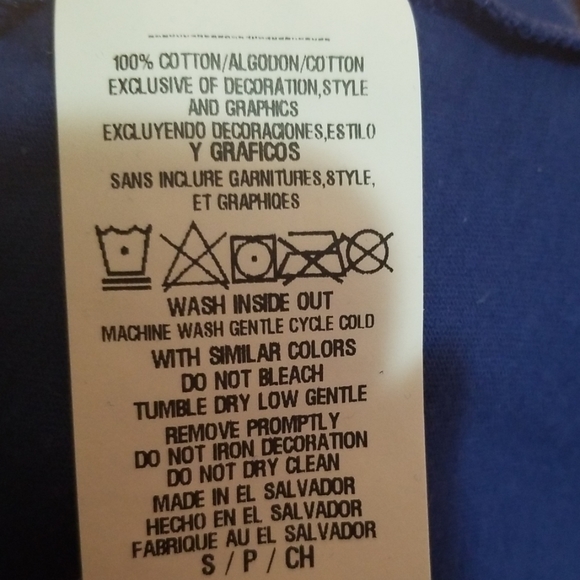 100% COTTON/ALGODON/COTTON
EXCLUSIVE OF DECORATION,STYLE
AND GRAPHICS
EXCLUYENDO DECORACIONES,ESTILO
Y GRAFICOS
SANS INCLURE GARNITURES,STYLE,
ET GRAPHIQES
WASH INSIDE OUT
MACHINE WASH GENTLE CYCLE COLD
WITH SIMILAR COLORS
DO NOT BLEACH
TUMBLE DRY LOW GENTLE
REMOVE PROMPTLY
DO NOT IRON DECORATION
DO NOT DRY CLEAN
MADE IN EL SALVADOR
HECHO EN EL SALVADOR
FABRIQUE AU EL SALVADOR
S / P / CH